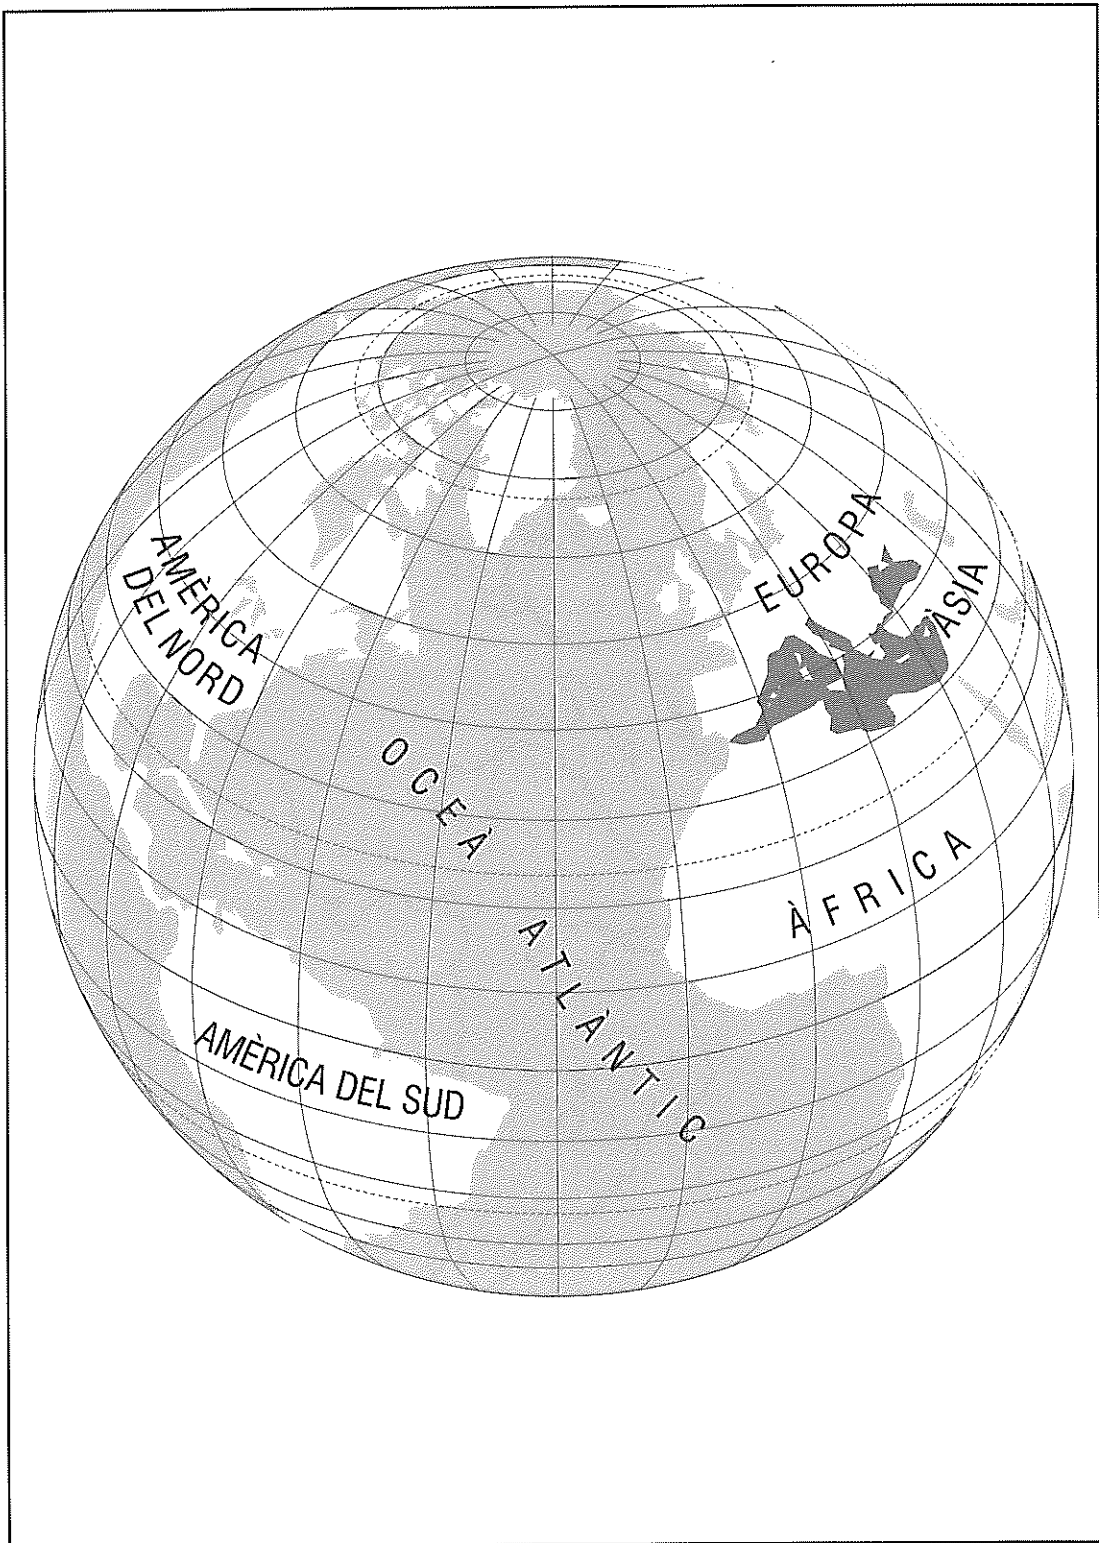 EUROPA
ÀSIA
AMÈRICA
DEL NORD
OCEÀ
ATLÀNTIC
ÀFRICA
AMÈRICA DEL SUD